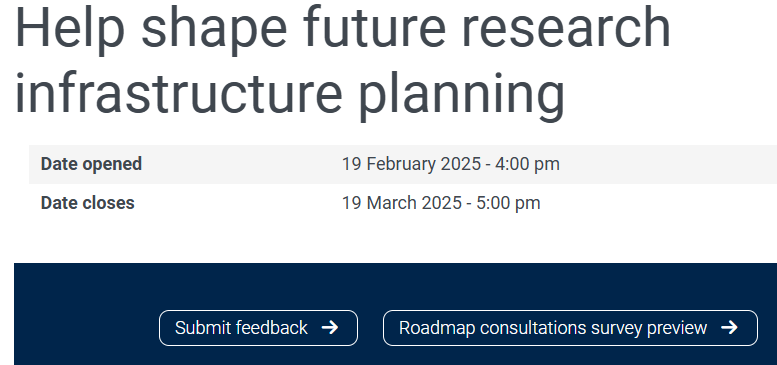 Help shape future research
infrastructure planning
Date opened 19 February 2025 - 4:00 pm
Date closes 19 March 2025 - 5:00 pm
Submit feedback → Roadmap consultations survey preview →